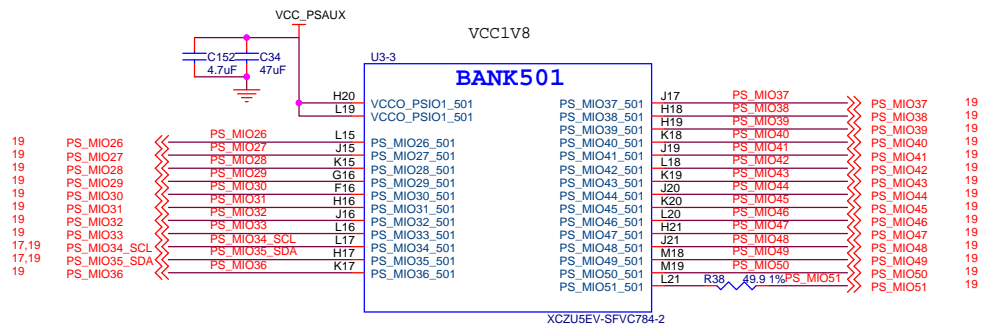 VCC_PSAUX
VCC1V8
C152 C34
4.7uF 47uF
U3-3
BANK501
H20 VCCO_PSIO1_501
L19 VCCO_PSIO1_501
19 PS_MIO26 PS_MIO26 L15 PS_MIO26_501
19 PS_MIO27 PS_MIO27 J15 PS_MIO27_501
19 PS_MIO28 PS_MIO28 K15 PS_MIO28_501
19 PS_MIO29 PS_MIO29 G16 PS_MIO29_501
19 PS_MIO30 PS_MIO30 F16 PS_MIO30_501
19 PS_MIO31 PS_MIO31 H16 PS_MIO31_501
19 PS_MIO32 PS_MIO32 J16 PS_MIO32_501
19 PS_MIO33 PS_MIO33 L16 PS_MIO33_501
17,19 PS_MIO34_SCL PS_MIO34_SCL L17 PS_MIO34_501
17,19 PS_MIO35_SDA PS_MIO35_SDA H17 PS_MIO35_501
19 PS_MIO36 PS_MIO36 K17 PS_MIO36_501
PS_MIO37_501 J17 PS_MIO37 PS_MIO37 19
PS_MIO38_501 H18 PS_MIO38 PS_MIO38 19
PS_MIO39_501 H19 PS_MIO39 PS_MIO39 19
PS_MIO40_501 K18 PS_MIO40 PS_MIO40 19
PS_MIO41_501 J19 PS_MIO41 PS_MIO41 19
PS_MIO42_501 L18 PS_MIO42 PS_MIO42 19
PS_MIO43_501 K19 PS_MIO43 PS_MIO43 19
PS_MIO44_501 J20 PS_MIO44 PS_MIO44 19
PS_MIO45_501 K20 PS_MIO45 PS_MIO45 19
PS_MIO46_501 L20 PS_MIO46 PS_MIO46 19
PS_MIO47_501 H21 PS_MIO47 PS_MIO47 19
PS_MIO48_501 J21 PS_MIO48 PS_MIO48 19
PS_MIO49_501 M18 PS_MIO49 PS_MIO49 19
PS_MIO50_501 M19 PS_MIO50 PS_MIO50 19
PS_MIO51_501 L21 R38 49.9 1% PS_MIO51 PS_MIO51 19
XCZU5EV-SFVC784-2